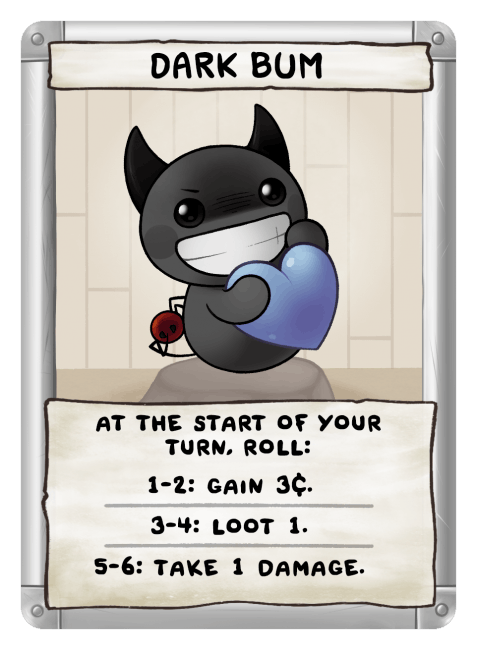 DARK BUM
AT THE START OF YOUR
TURN, ROLL:
1-2: GAIN 3¢.
3-4: LOOT 1.
5-6: TAKE 1 DAMAGE.